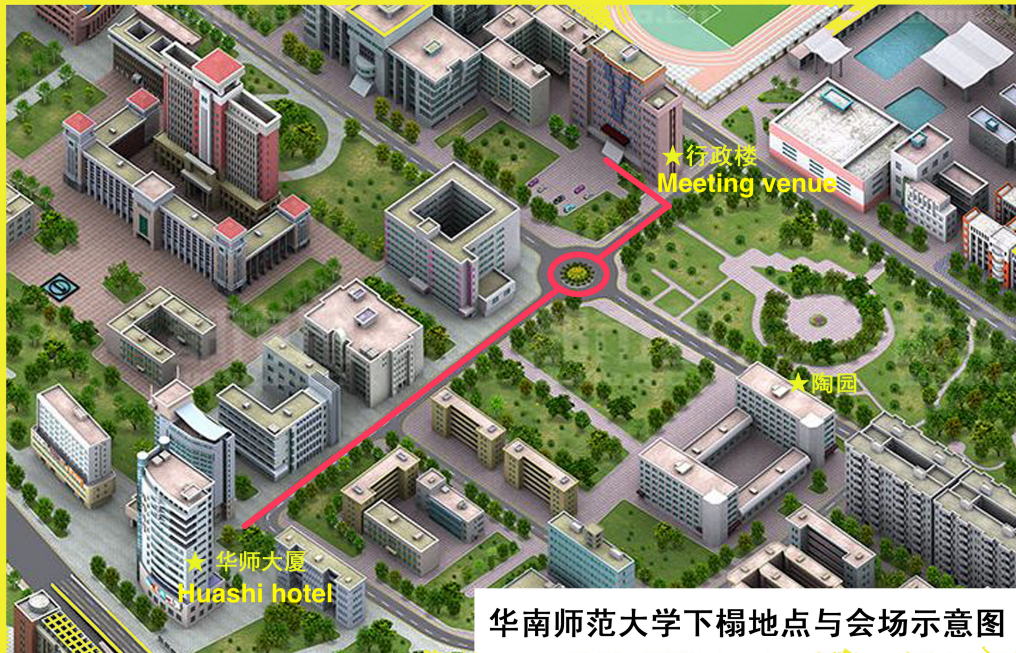 ★行政楼
Meeting venue
★陶园
★ 华师大厦
Huashi hotel
华南师范大学下榻地点与会场示意图